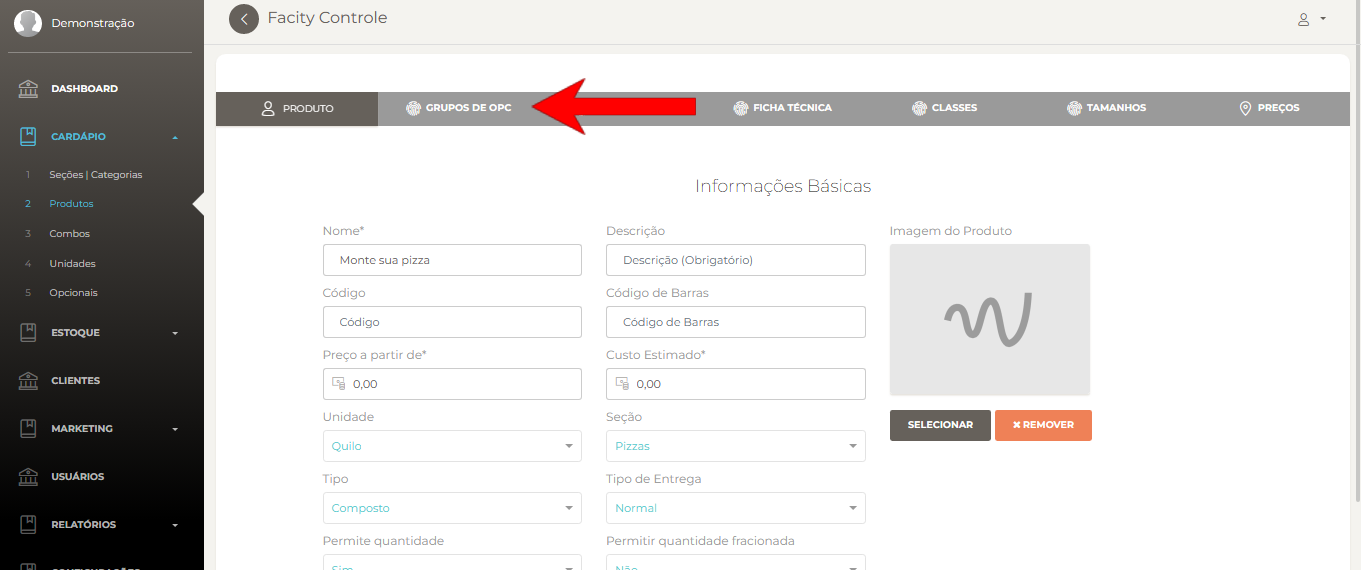 Demonstração
Facity Controle
DASHBOARD
CARDÁPIO
1 Seções | Categorias
2 Produtos
3 Combos
4 Unidades
5 Opcionais
ESTOQUE
CLIENTES
MARKETING
USUÁRIOS
RELATÓRIOS
CONFIGURAÇÕES
PRODUTO
GRUPOS DE OPC
FICHA TÉCNICA
CLASSES
TAMANHOS
PREÇOS
Informações Básicas
Nome*
Monte sua pizza
Descrição
Descrição (Obrigatório)
Imagem do Produto
Código
Código
Código de Barras
Código de Barras
Preço a partir de*
0,00
Custo Estimado*
0,00
SELECIONAR
REMOVER
Unidade
Quilo
Seção
Pizzas
Tipo
Composto
Tipo de Entrega
Normal
Permite quantidade
Sim
Permitir quantidade fracionada
Não